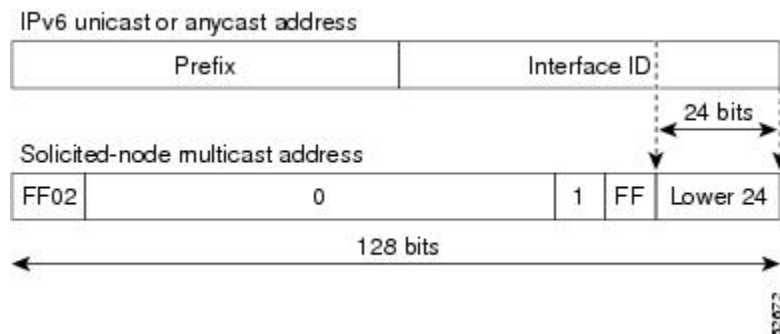 IPv6 unicast or anycast address
Prefix Interface ID
24 bits
Solicited-node multicast address
FF02 0 1 FF Lower 24
128 bits